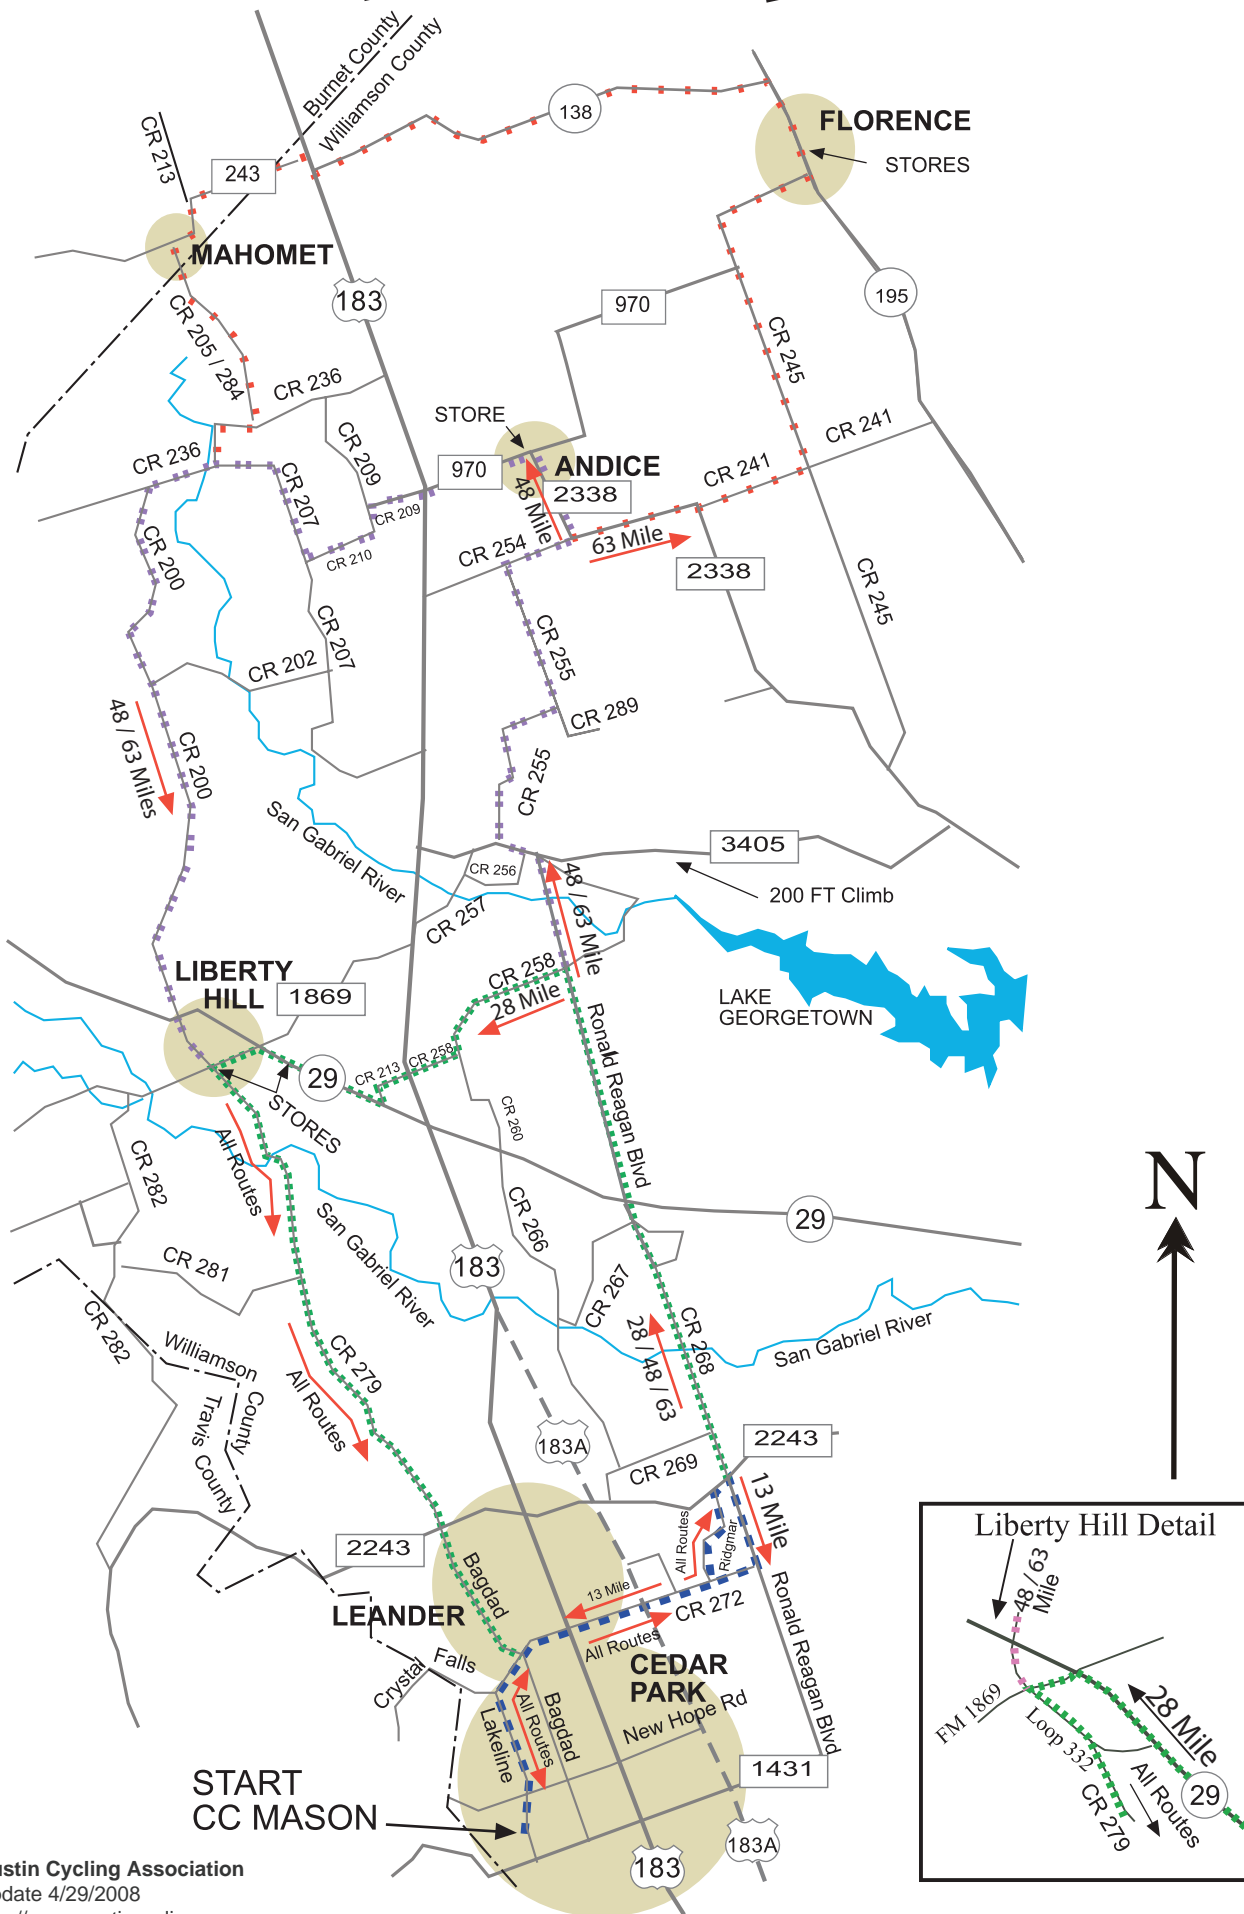 Burnet County
Williamson County
138
FLORENCE
STORES
CR 213
243
MAHOMET
183
970
195
CR 205 / 284
CR 236
CR 245
STORE
CR 209
CR 241
CR 236
970
ANDICE
CR 241
CR 207
2338
48 Mile
CR 209
CR 210
CR 254
63 Mile
2338
CR 200
CR 245
CR 207
CR 255
CR 202
48 / 63 Miles
CR 200
CR 289
CR 255
San Gabriel River
3405
CR 256
48 / 63 Mile
200 FT Climb
CR 257
LIBERTY
HILL
1869
CR 258
28 Mile
LAKE
GEORGETOWN
Ronald Reagan Blvd
CR 213
CR 258
29
STORES
CR 260
All Routes
CR 282
CR 266
29
N
San Gabriel River
CR 281
183
CR 267
CR 282
CR 268
28 / 48 / 63
San Gabriel River
Williamson
County
Travis County
CR 279
All Routes
183A
2243
CR 269
13 Mile
2243
All Routes
Ridgmar
Bagdad
13 Mile
LEANDER
CR 272
All Routes
Ronald Reagan Blvd
Crystal Falls
CEDAR
PARK
All Routes
Lakeline
Bagdad
New Hope Rd
1431
START
CC MASON
183A
183
Liberty Hill Detail
48 / 63
Mile
FM 1869
Loop 332
28 Mile
29
CR 279
All Routes
ustin Cycling Association
date 4/29/2008